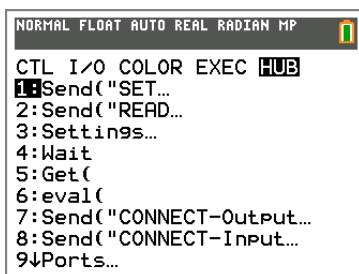 NORMAL FLOAT AUTO REAL RADIAN MP
CTL I/O COLOR EXEC HUB
1:Send("SET…
2:Send("READ…
3:Settings…
4:Wait
5:Get(
6:eval(
7:Send("CONNECT-Output…
8:Send("CONNECT-Input…
9↓Ports…